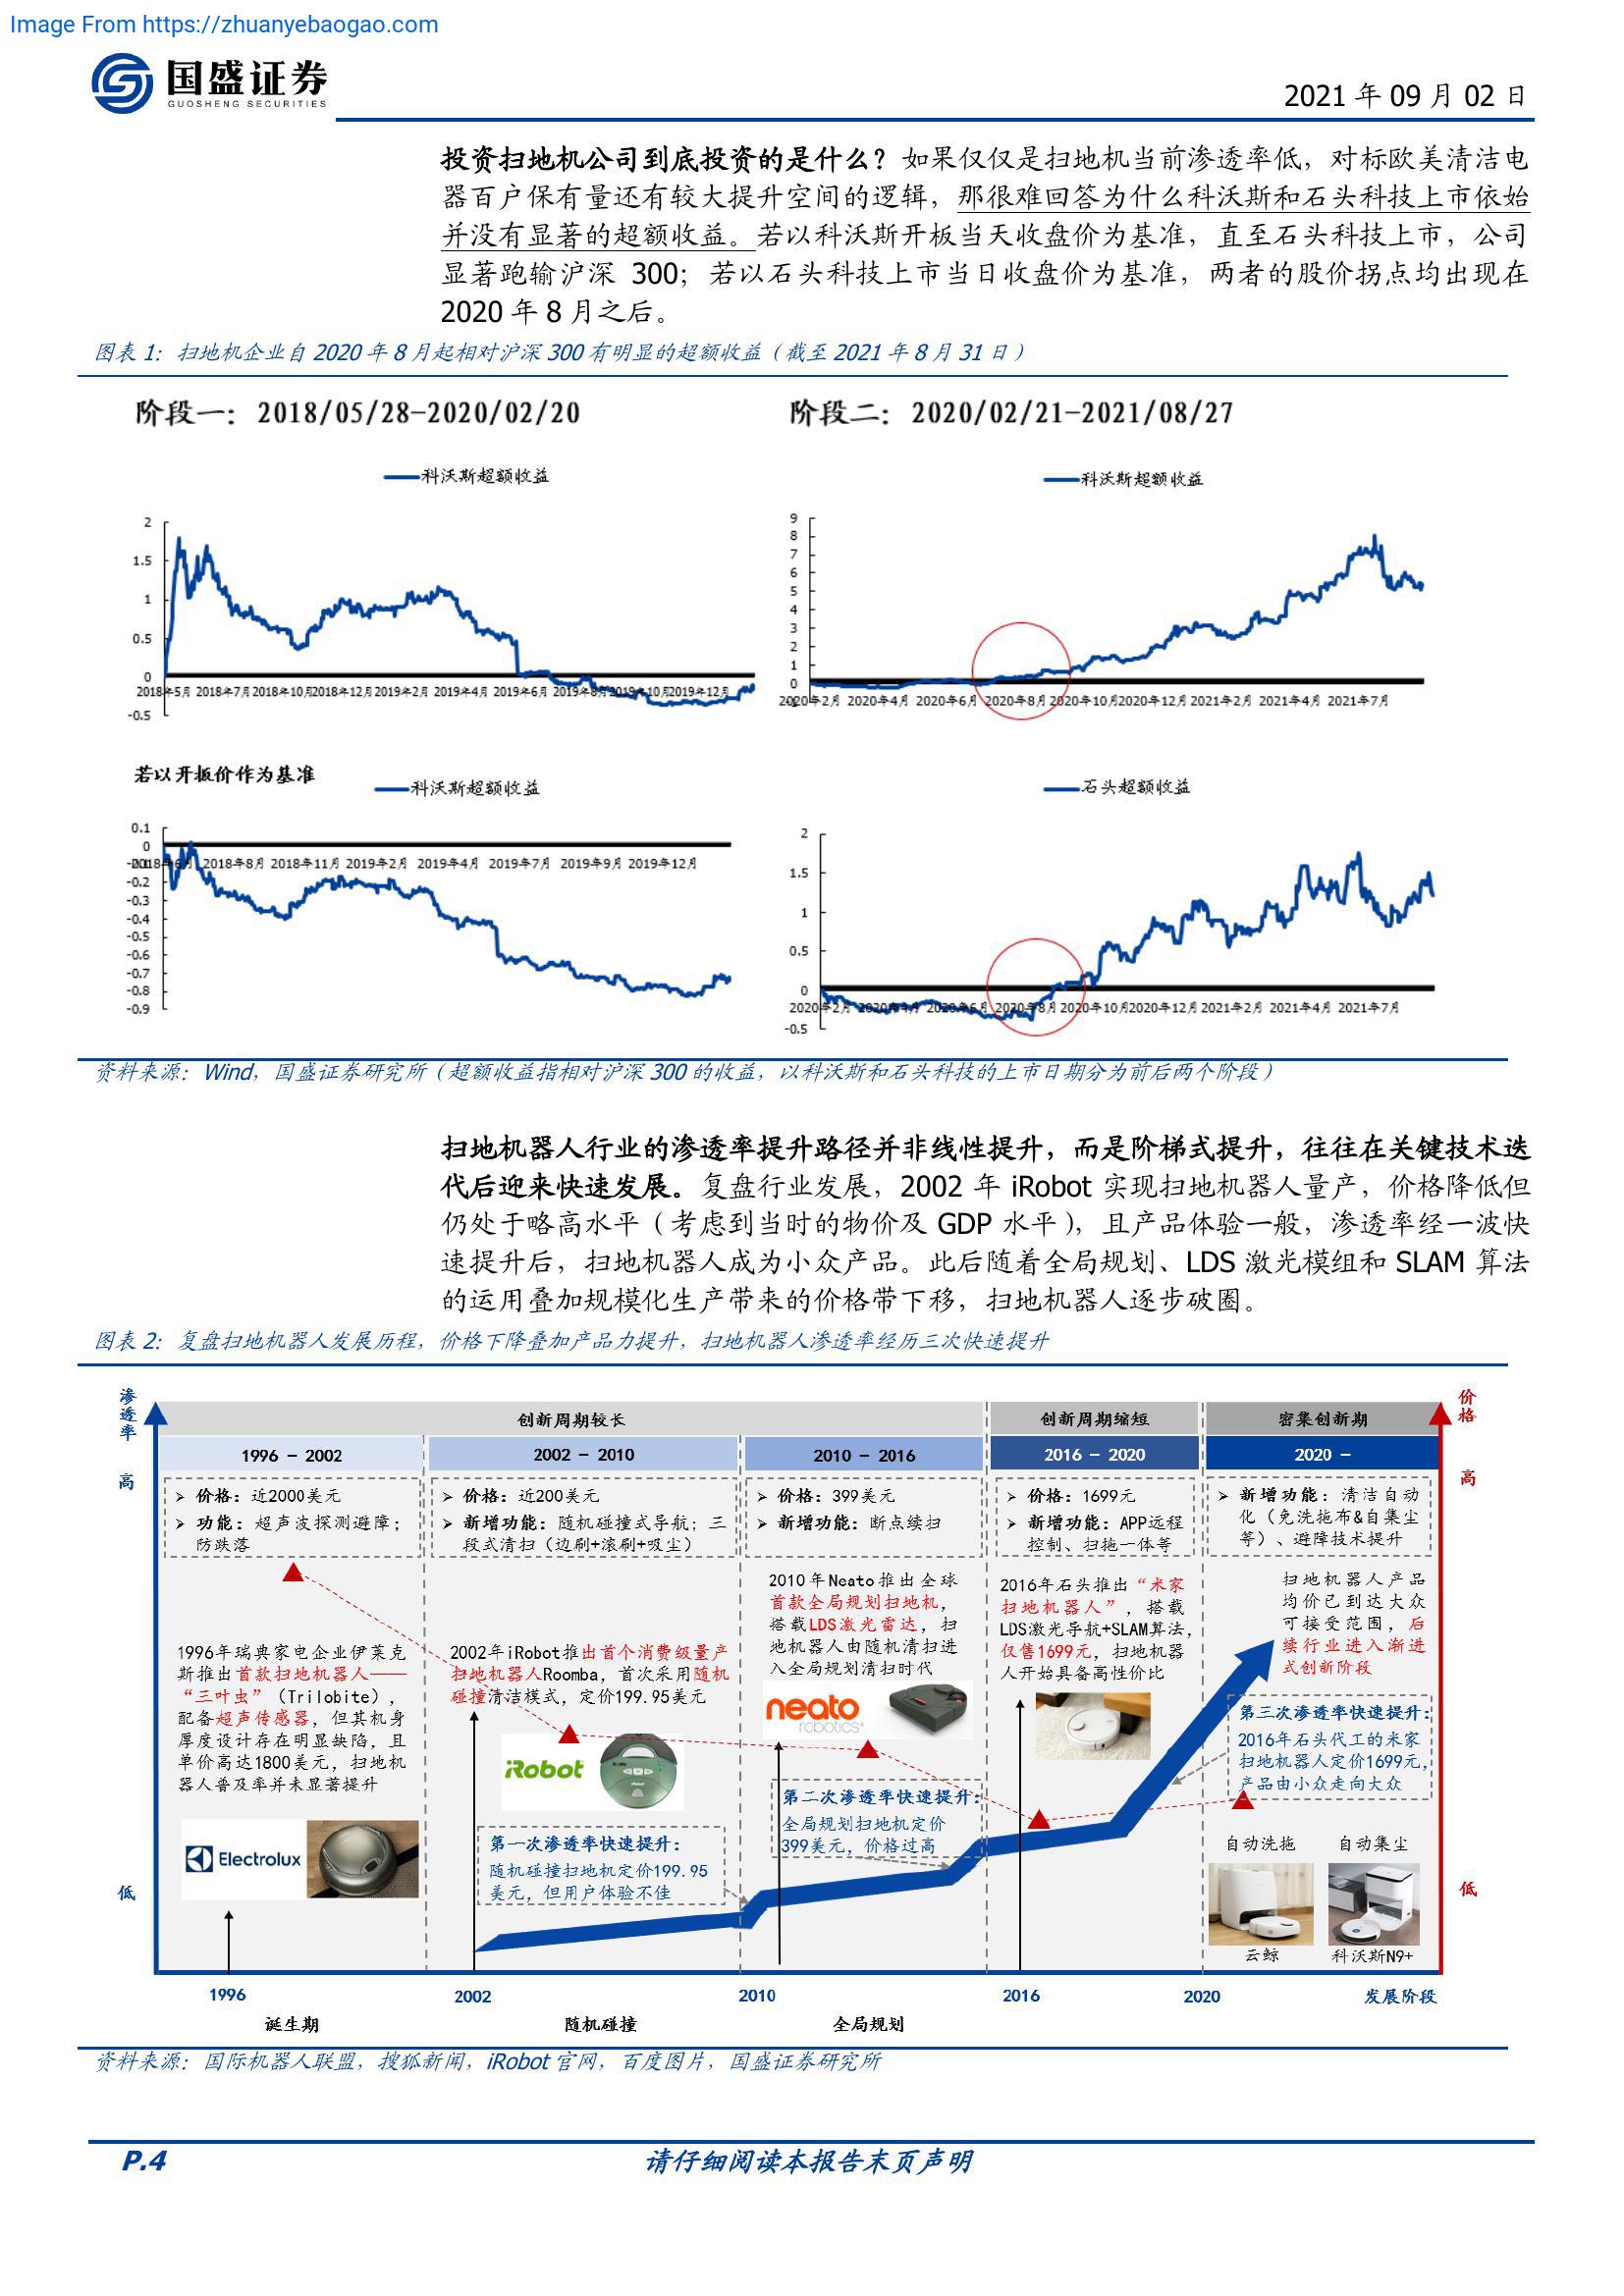 Image From https://zhuanyebaogao.com
国盛证券
GUOSHENG SECURITIES
2021 年 09 月 02 日
投资扫地机公司到底投资的是什么？如果仅仅是扫地机当前渗透率低，对标欧美清洁电
器百户保有量还有较大提升空间的逻辑，那很难回答为什么科沃斯和石头科技上市依始
并没有显著的超额收益。若以科沃斯开板当天收盘价为基准，直至石头科技上市，公司
显著跑输沪深 300；若以石头科技上市当日收盘价为基准，两者的股价拐点均出现在
2020 年 8 月之后。
图表 1：扫地机企业自 2020 年 8 月起相对沪深 300 有明显的超额收益（截至 2021 年 8 月 31 日）
阶段一：2018/05/28-2020/02/20
科沃斯超额收益
2
1.5
1
0.5
0
-0.5
2018年5月 2018年7月 2018年10月 2018年12月 2019年2月 2019年4月 2019年6月 2019年8月 2019年10月 2019年12月
阶段二：2020/02/21-2021/08/27
科沃斯超额收益
9
8
7
6
5
4
3
2
1
0
-1
2020年2月 2020年4月 2020年6月 2020年8月 2020年10月 2020年12月 2021年2月 2021年4月 2021年7月
若以开板价作为基准
科沃斯超额收益
0.1
0
-0.1
-0.2
-0.3
-0.4
-0.5
-0.6
-0.7
-0.8
-0.9
2018年6月 2018年8月 2018年11月 2019年2月 2019年4月 2019年7月 2019年9月 2019年12月
石头超额收益
2
1.5
1
0.5
0
-0.5
2020年2月 2020年4月 2020年6月 2020年8月 2020年10月 2020年12月 2021年2月 2021年4月 2021年7月
资料来源：Wind，国盛证券研究所（超额收益指相对沪深 300 的收益，以科沃斯和石头科技的上市日期分为前后两个阶段）
扫地机器人行业的渗透率提升路径并非线性提升，而是阶梯式提升，往往在关键技术迭
代后迎来快速发展。复盘行业发展，2002 年 iRobot 实现扫地机器人量产，价格降低但
仍处于略高水平（考虑到当时的物价及 GDP 水平），且产品体验一般，渗透率经一波快
速提升后，扫地机器人成为小众产品。此后随着全局规划、LDS 激光模组和 SLAM 算法
的运用叠加规模化生产带来的价格带下移，扫地机器人逐步破圈。
图表 2：复盘扫地机器人发展历程，价格下降叠加产品力提升，扫地机器人渗透率经历三次快速提升
渗透率
高
低
价格
高
低
创新周期较长
创新周期缩短
密集创新期
1996 – 2002
2002 – 2010
2010 – 2016
2016 – 2020
2020 –
➢ 价格：近2000美元
➢ 功能：超声波探测避障；
防跌落
➢ 价格：近200美元
➢ 新增功能：随机碰撞式导航；三
段式清扫（边刷+滚刷+吸尘）
➢ 价格：399美元
➢ 新增功能：断点续扫
➢ 价格：1699元
➢ 新增功能：APP远程
控制、扫拖一体等
➢ 新增功能：清洁自动
化（免洗拖布&自集尘
等）、避障技术提升
1996年瑞典家电企业伊莱克
斯推出首款扫地机器人——
“三叶虫”（Trilobite），
配备超声传感器，但其机身
厚度设计存在明显缺陷，且
单价高达1800美元，扫地机
器人普及率并未显著提升
Electrolux
2002年iRobot推出首个消费级量产
扫地机器人Roomba，首次采用随机
碰撞清洁模式，定价199.95美元
iRobot
第一次渗透率快速提升：
随机碰撞扫地机定价199.95
美元，但用户体验不佳
2010年Neato推出全球
首款全局规划扫地机，
搭载LDS激光雷达，扫
地机器人由随机清扫进
入全局规划清扫时代
neato
robotics
第二次渗透率快速提升：
全局规划扫地机定价
399美元，价格过高
2016年石头推出“米家
扫地机器人”，搭载
LDS激光导航+SLAM算法，
仅售1699元，扫地机器
人开始具备高性价比
扫地机器人产品
均价已到达大众
可接受范围，后
续行业进入渐进
式创新阶段
第三次渗透率快速提升：
2016年石头代工的米家
扫地机器人定价1699元，
产品由小众走向大众
自动洗拖
自动集尘
云鲸
科沃斯N9+
1996
2002
2010
2016
2020
发展阶段
诞生期
随机碰撞
全局规划
资料来源：国际机器人联盟，搜狐新闻，iRobot 官网，百度图片，国盛证券研究所
P.4
请仔细阅读本报告末页声明